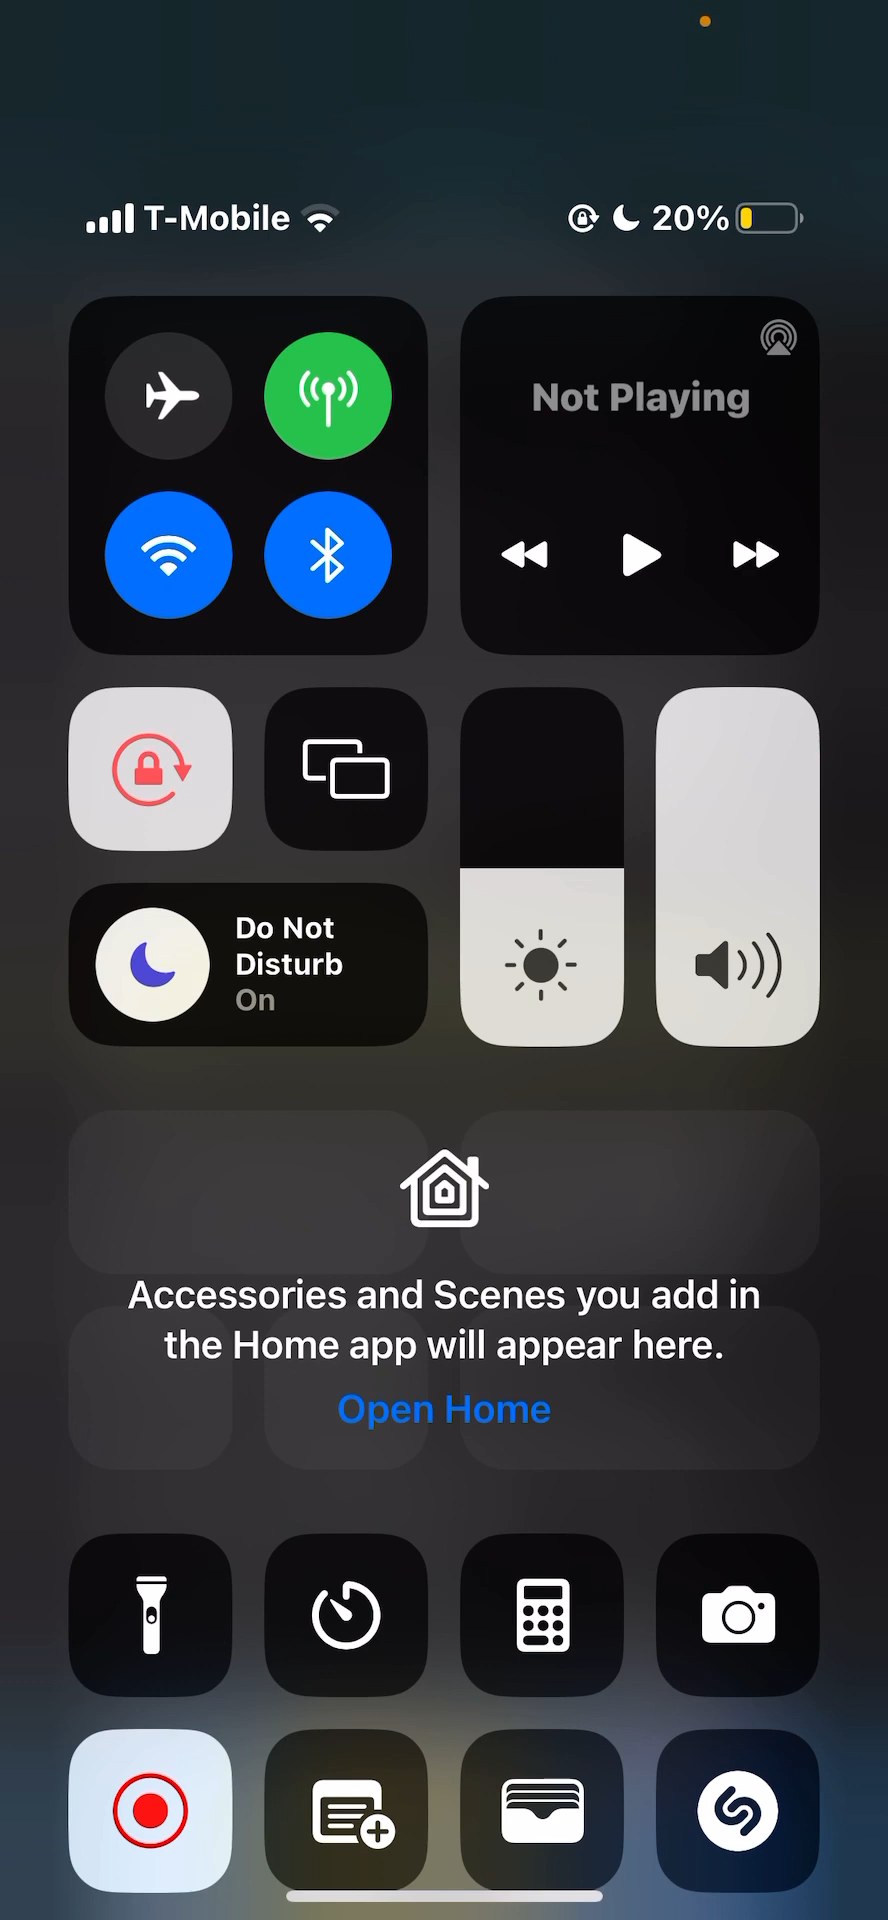 T-Mobile 20%
Not Playing
Do Not
Disturb
On
Accessories and Scenes you add in
the Home app will appear here.
Open Home